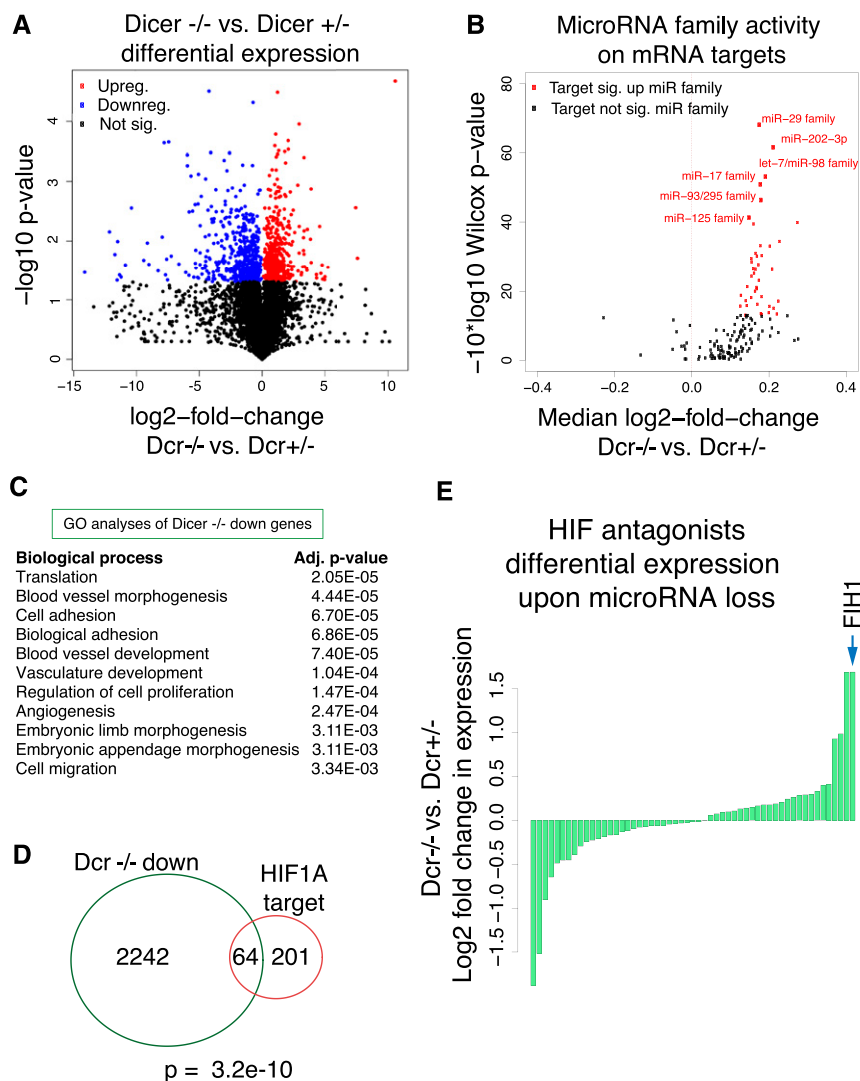 A
Dicer -/- vs. Dicer +/-
differential expression
Upreg.
Downreg.
Not sig.
−log10 p-value
0
1
2
3
4
−15
−10
−5
0
5
10
log2−fold−change
Dcr-/- vs. Dcr+/-
B
MicroRNA family activity
on mRNA targets
Target sig. up miR family
Target not sig. miR family
miR−29 family
miR−202−3p
let−7/miR−98 family
miR−17 family
miR−93/295 family
miR−125 family
−10*log10 Wilcox p−value
0
20
40
60
80
−0.4
−0.2
0.0
0.2
0.4
Median log2−fold−change
Dcr-/- vs. Dcr+/-
C
GO analyses of Dicer -/- down genes
Biological process Adj. p-value
Translation 2.05E-05
Blood vessel morphogenesis 4.44E-05
Cell adhesion 6.70E-05
Biological adhesion 6.86E-05
Blood vessel development 7.40E-05
Vasculature development 1.04E-04
Regulation of cell proliferation 1.47E-04
Angiogenesis 2.47E-04
Embryonic limb morphogenesis 3.11E-03
Embryonic appendage morphogenesis 3.11E-03
Cell migration 3.34E-03
D
Dcr -/- down
HIF1A
target
2242
64
201
p = 3.2e-10
E
HIF antagonists
differential expression
upon microRNA loss
FIH1
Dcr-/- vs. Dcr+/-
Log2 fold change in expression
−1.5
−1.0
−0.5
0.0
0.5
1.0
1.5